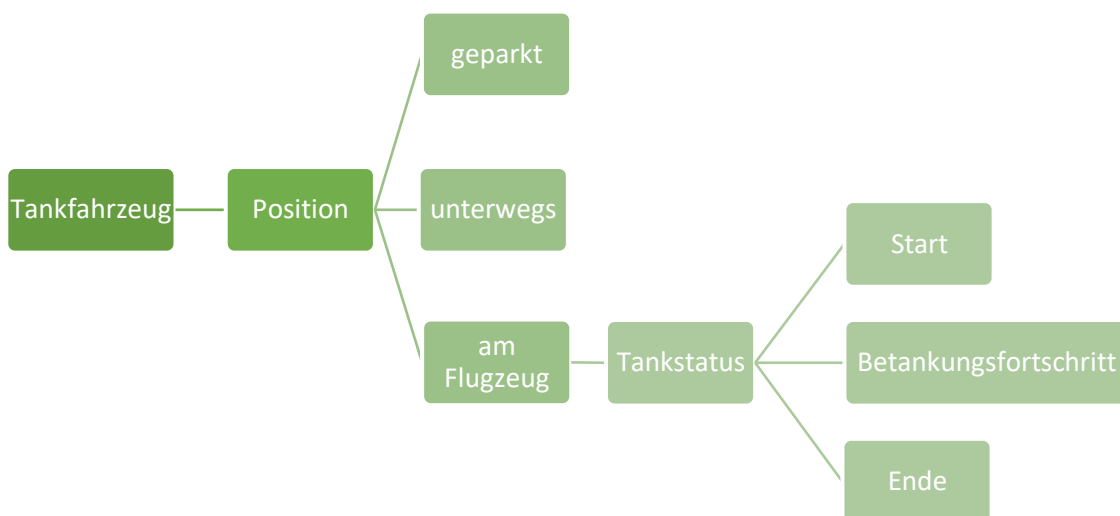 geparkt
Tankfahrzeug
Position
unterwegs
Start
am
Flugzeug
Tankstatus
Betankungsfortschritt
Ende